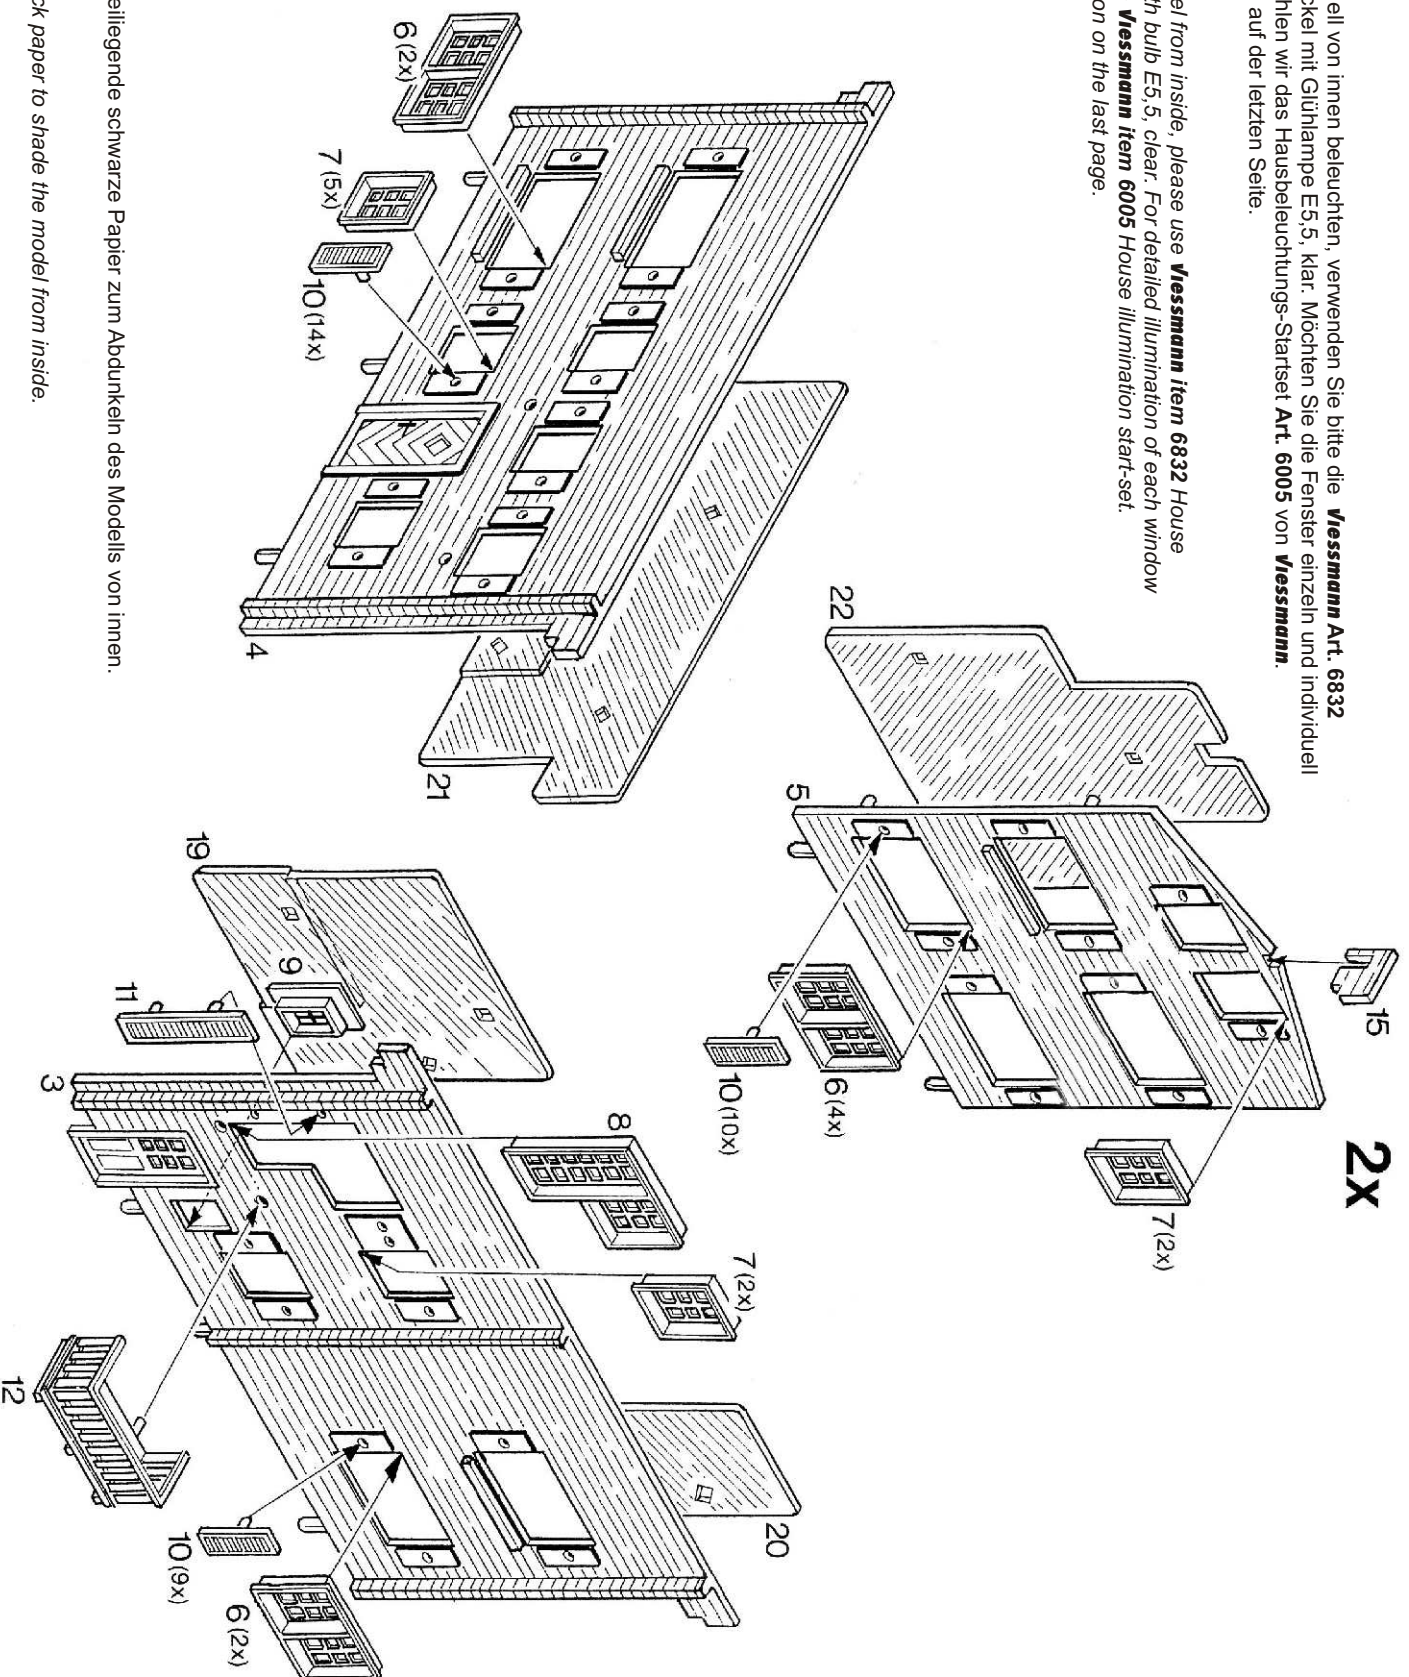 ell von innen beleuchten, verwenden Sie bitte die viessmann Art. 6832
ckel mit Glühlampe E5,5, klar. Möchten Sie die Fenster einzeln und individuell
hlen wir das Hausbeleuchtungs-Startset Art. 6005 von viessmann.
auf der letzten Seite.
el from inside, please use viessmann item 6832 House
th bulb E5,5, clear. For detailed illumination of each window
viessmann item 6005 House illumination start-set.
on on the last page.
2x
15
7 (2x)
22
5
6 (4x)
10 (10x)
6 (2x)
7 (5x)
10 (14x)
4
21
19
9
11
3
8
7 (2x)
20
12
10 (9x)
6 (2x)
eiliegende schwarze Papier zum Abdunkeln des Modells von innen.
ck paper to shade the model from inside.